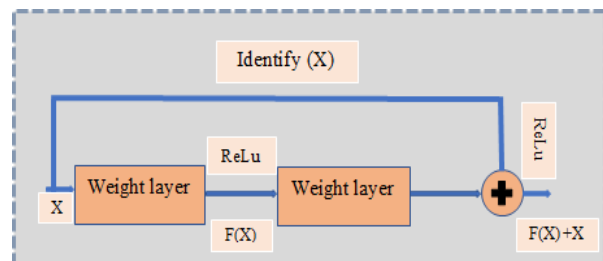 Identify (X)
ReLu
ReLu
Weight layer
Weight layer
X
F(X)
F(X)+X